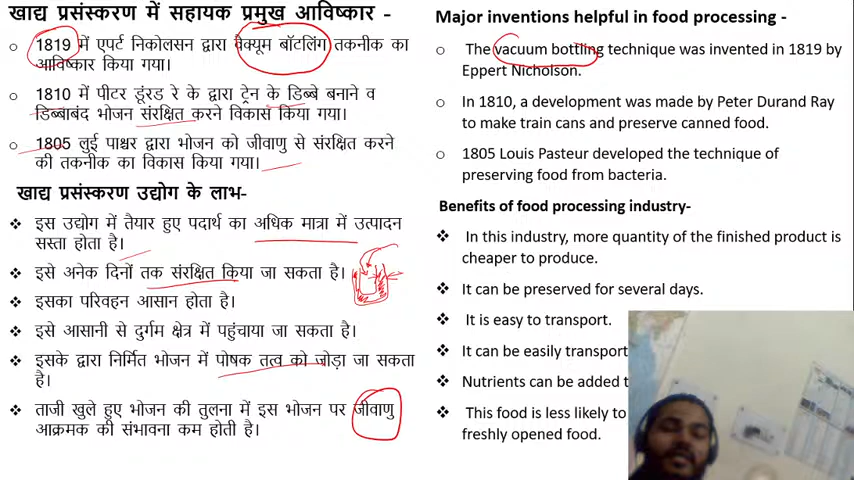 खाद्य प्रसंस्करण में सहायक प्रमुख आविष्कार -
○ 1819 में एपर्ट निकोलसन द्वारा वैक्यूम बॉटलिंग तकनीक का
आविष्कार किया गया।
○ 1810 में पीटर डूंरड रे के द्वारा ट्रेन के डिब्बे बनाने व
डिब्बाबंद भोजन संरक्षित करने विकास किया गया।
○ 1805 लुई पाश्चर द्वारा भोजन को जीवाणु से संरक्षित करने
की तकनीक का विकास किया गया।
खाद्य प्रसंस्करण उद्योग के लाभ-
❖ इस उद्योग में तैयार हुए पदार्थ का अधिक मात्रा में उत्पादन
सस्ता होता है।
❖ इसे अनेक दिनों तक संरक्षित किया जा सकता है।
❖ इसका परिवहन आसान होता है।
❖ इसे आसानी से दुर्गम क्षेत्र में पहुंचाया जा सकता है।
❖ इसके द्वारा निर्मित भोजन में पोषक तत्व को जोड़ा जा सकता
है।
❖ ताजी खुले हुए भोजन की तुलना में इस भोजन पर जीवाणु
आक्रमक की संभावना कम होती है।
Major inventions helpful in food processing -
○ The vacuum bottling technique was invented in 1819 by
Eppert Nicholson.
○ In 1810, a development was made by Peter Durand Ray
to make train cans and preserve canned food.
○ 1805 Louis Pasteur developed the technique of
preserving food from bacteria.
Benefits of food processing industry-
❖ In this industry, more quantity of the finished product is
cheaper to produce.
❖ It can be preserved for several days.
❖ It is easy to transport.
❖ It can be easily transport
❖ Nutrients can be added t
❖ This food is less likely to
freshly opened food.